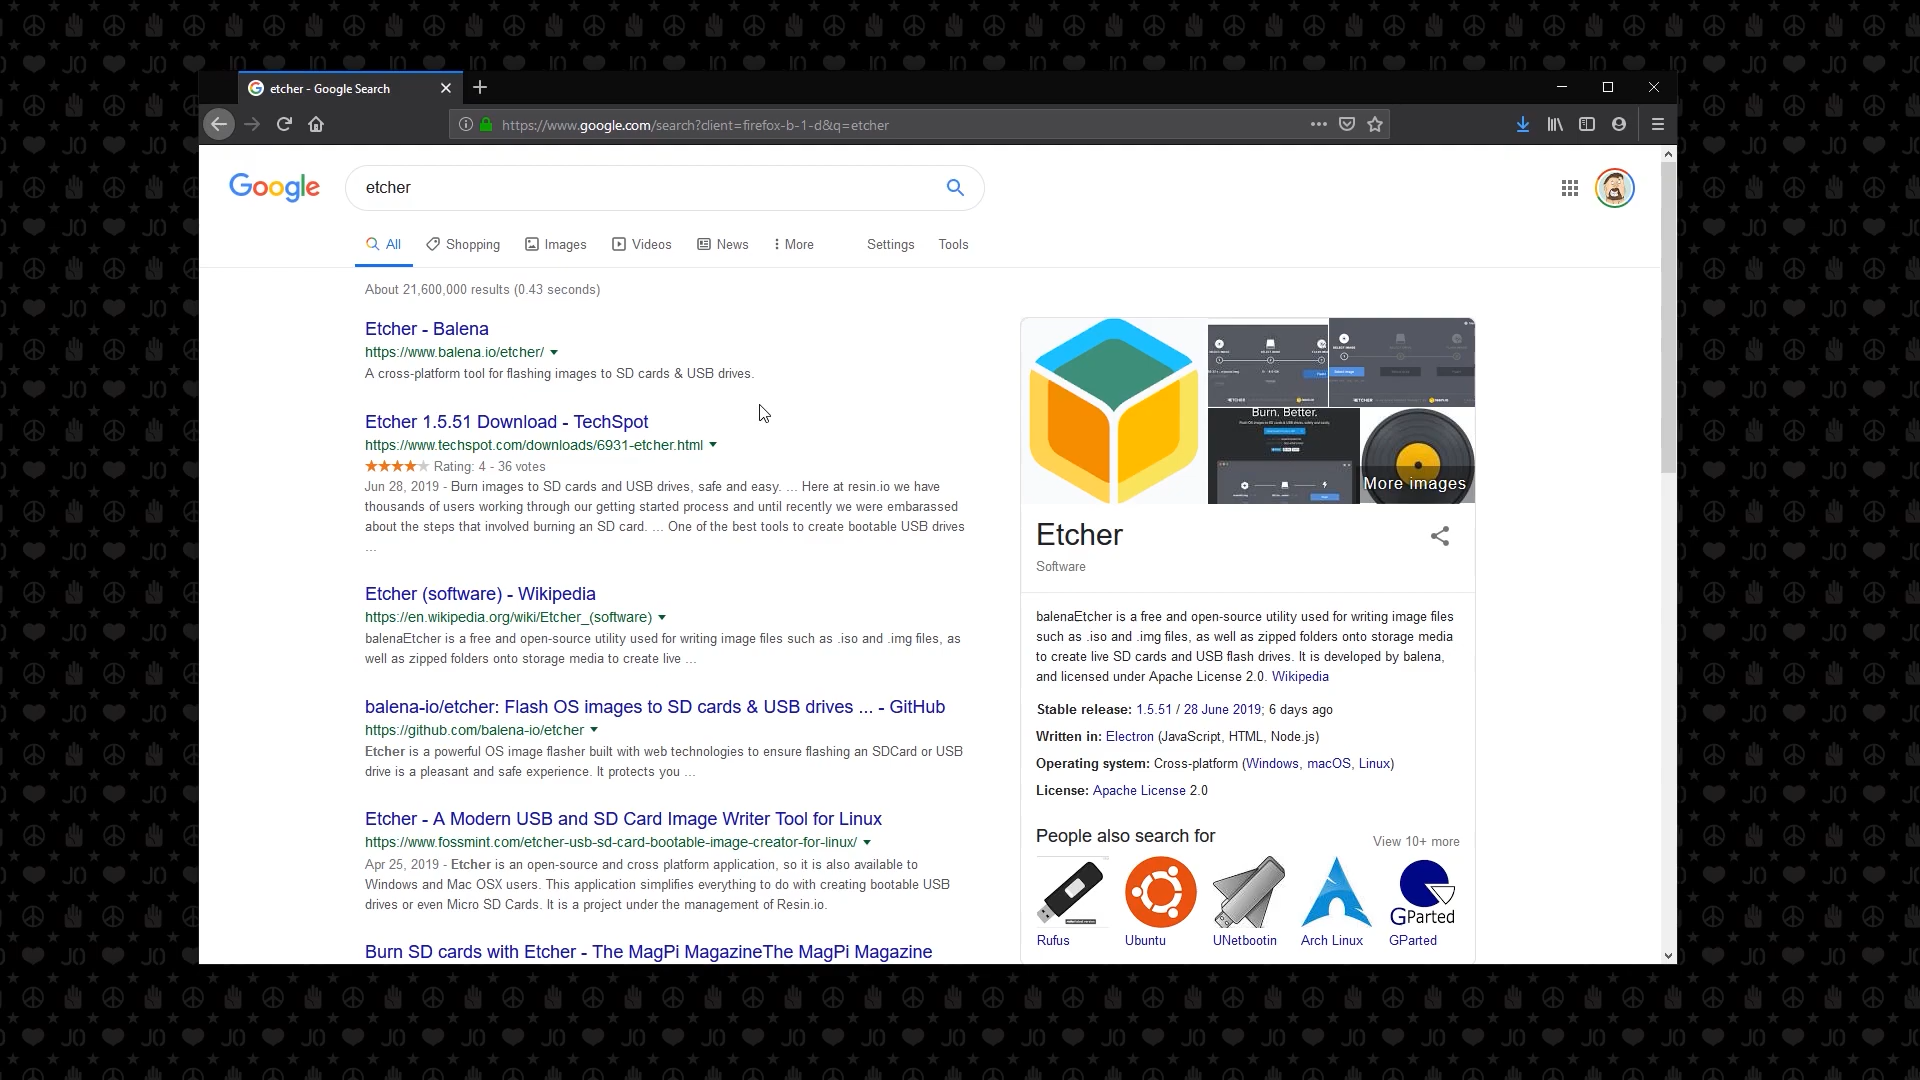 etcher - Google Search
https://www.google.com/search?client=firefox-b-1-d&q=etcher
Google
etcher
All
Shopping
Images
Videos
News
More
Settings
Tools
About 21,600,000 results (0.43 seconds)
Etcher - Balena
https://www.balena.io/etcher/
A cross-platform tool for flashing images to SD cards & USB drives.
Etcher 1.5.51 Download - TechSpot
https://www.techspot.com/downloads/6931-etcher.html
Rating: 4 - 36 votes
Jun 28, 2019 - Burn images to SD cards and USB drives, safe and easy. ... Here at resin.io we have
thousands of users working through our getting started process and until recently we were embarassed
about the steps that involved burning an SD card. ... One of the best tools to create bootable USB drives
...
Etcher (software) - Wikipedia
https://en.wikipedia.org/wiki/Etcher_(software)
balenaEtcher is a free and open-source utility used for writing image files such as .iso and .img files, as
well as zipped folders onto storage media to create live ...
balena-io/etcher: Flash OS images to SD cards & USB drives ... - GitHub
https://github.com/balena-io/etcher
Etcher is a powerful OS image flasher built with web technologies to ensure flashing an SDCard or USB
drive is a pleasant and safe experience. It protects you ...
Etcher - A Modern USB and SD Card Image Writer Tool for Linux
https://www.fossmint.com/etcher-usb-sd-card-bootable-image-creator-for-linux/
Apr 25, 2019 - Etcher is an open-source and cross platform application, so it is also available to
Windows and Mac OSX users. This application simplifies everything to do with creating bootable USB
drives or even Micro SD Cards. It is a project under the management of Resin.io.
Burn SD cards with Etcher - The MagPi MagazineThe MagPi Magazine
Burn. Better.
More images
Etcher
Software
balenaEtcher is a free and open-source utility used for writing image files
such as .iso and .img files, as well as zipped folders onto storage media
to create live SD cards and USB flash drives. It is developed by balena,
and licensed under Apache License 2.0. Wikipedia
Stable release: 1.5.51 / 28 June 2019; 6 days ago
Written in: Electron (JavaScript, HTML, Node.js)
Operating system: Cross-platform (Windows, macOS, Linux)
License: Apache License 2.0
People also search for
View 10+ more
GParted
Rufus
Ubuntu
UNetbootin
Arch Linux
GParted